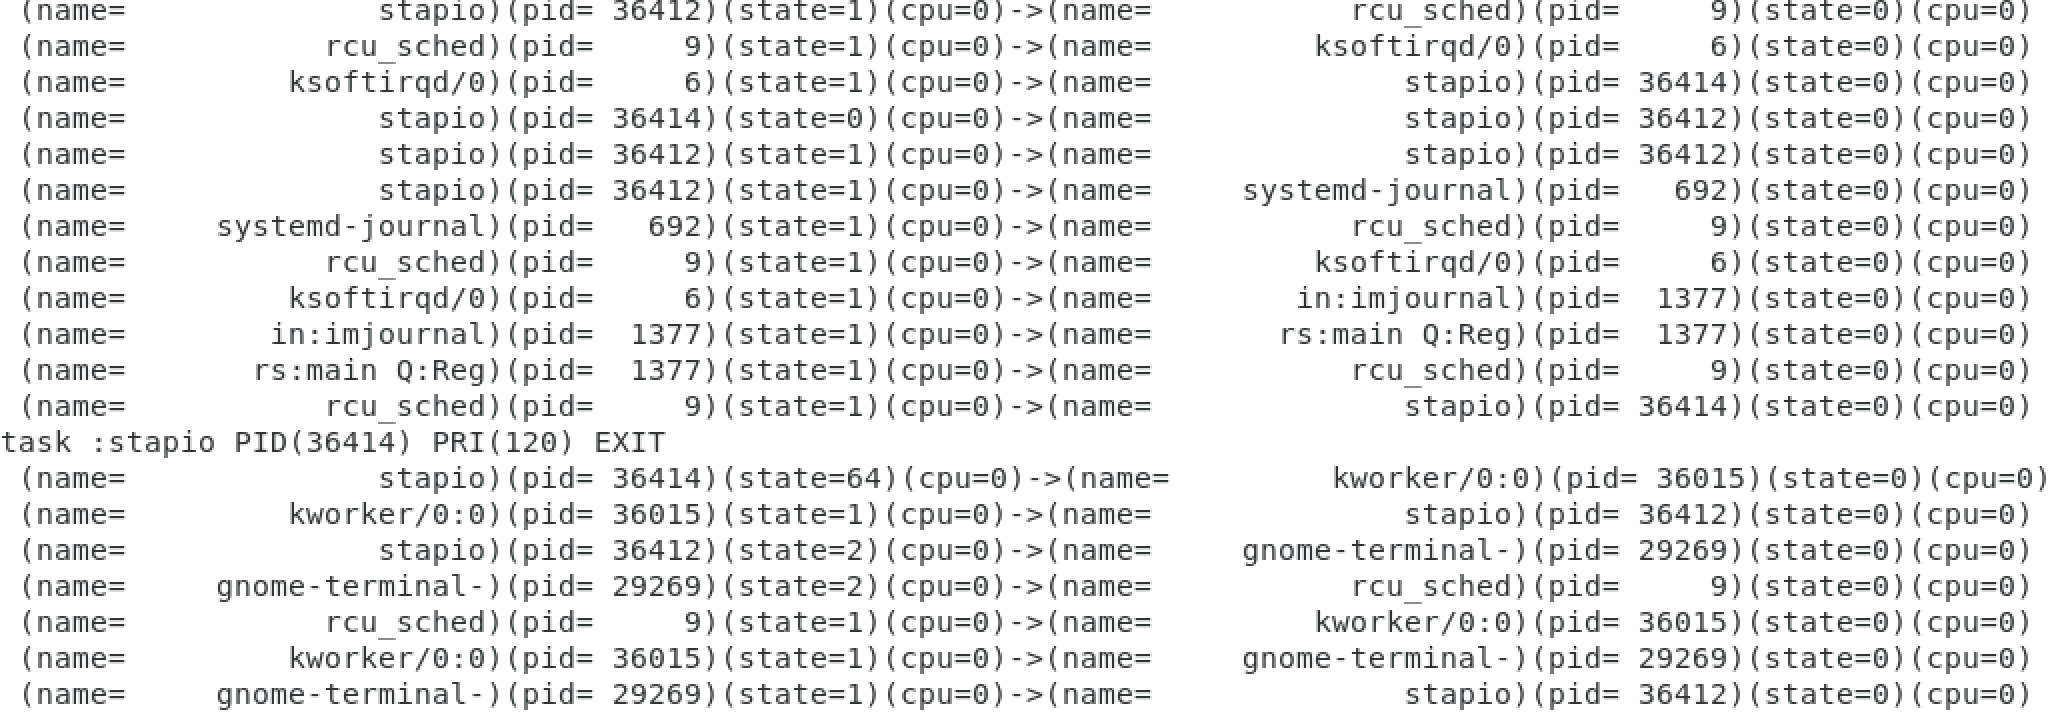 (name=              stapio)(pid= 36412)(state=1)(cpu=0)->(name=           rcu_sched)(pid=     9)(state=0)(cpu=0)
(name=           rcu_sched)(pid=     9)(state=1)(cpu=0)->(name=         ksoftirqd/0)(pid=     6)(state=0)(cpu=0)
(name=         ksoftirqd/0)(pid=     6)(state=1)(cpu=0)->(name=              stapio)(pid= 36414)(state=0)(cpu=0)
(name=              stapio)(pid= 36414)(state=0)(cpu=0)->(name=              stapio)(pid= 36412)(state=0)(cpu=0)
(name=              stapio)(pid= 36412)(state=1)(cpu=0)->(name=              stapio)(pid= 36412)(state=0)(cpu=0)
(name=              stapio)(pid= 36412)(state=1)(cpu=0)->(name=     systemd-journal)(pid=   692)(state=0)(cpu=0)
(name=     systemd-journal)(pid=   692)(state=1)(cpu=0)->(name=           rcu_sched)(pid=     9)(state=0)(cpu=0)
(name=           rcu_sched)(pid=     9)(state=1)(cpu=0)->(name=         ksoftirqd/0)(pid=     6)(state=0)(cpu=0)
(name=         ksoftirqd/0)(pid=     6)(state=1)(cpu=0)->(name=        in:imjournal)(pid=  1377)(state=0)(cpu=0)
(name=        in:imjournal)(pid=  1377)(state=1)(cpu=0)->(name=       rs:main Q:Reg)(pid=  1377)(state=0)(cpu=0)
(name=       rs:main Q:Reg)(pid=  1377)(state=1)(cpu=0)->(name=           rcu_sched)(pid=     9)(state=0)(cpu=0)
(name=           rcu_sched)(pid=     9)(state=1)(cpu=0)->(name=              stapio)(pid= 36414)(state=0)(cpu=0)
task :stapio PID(36414) PRI(120) EXIT
(name=              stapio)(pid= 36414)(state=64)(cpu=0)->(name=         kworker/0:0)(pid= 36015)(state=0)(cpu=0)
(name=         kworker/0:0)(pid= 36015)(state=1)(cpu=0)->(name=              stapio)(pid= 36412)(state=0)(cpu=0)
(name=              stapio)(pid= 36412)(state=2)(cpu=0)->(name=     gnome-terminal-)(pid= 29269)(state=0)(cpu=0)
(name=     gnome-terminal-)(pid= 29269)(state=2)(cpu=0)->(name=           rcu_sched)(pid=     9)(state=0)(cpu=0)
(name=           rcu_sched)(pid=     9)(state=1)(cpu=0)->(name=         kworker/0:0)(pid= 36015)(state=0)(cpu=0)
(name=         kworker/0:0)(pid= 36015)(state=1)(cpu=0)->(name=     gnome-terminal-)(pid= 29269)(state=0)(cpu=0)
(name=     gnome-terminal-)(pid= 29269)(state=1)(cpu=0)->(name=              stapio)(pid= 36412)(state=0)(cpu=0)